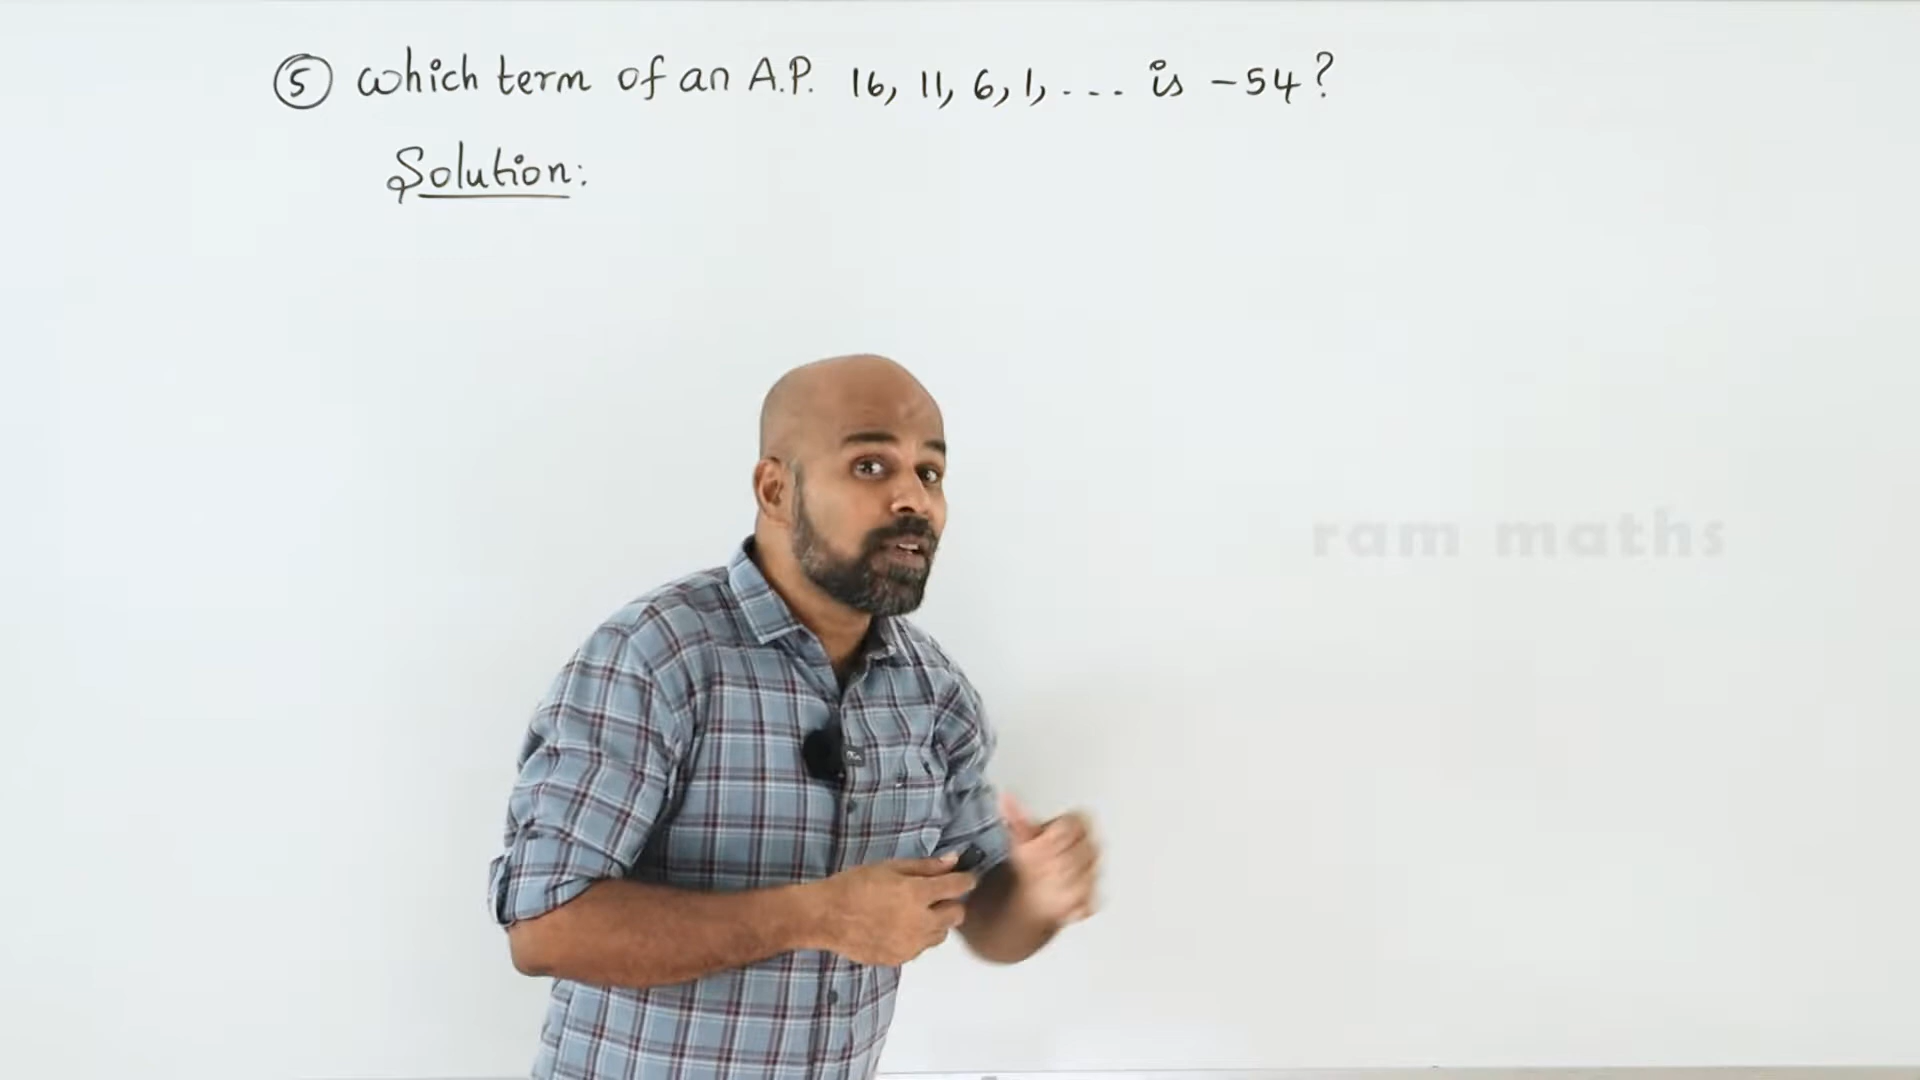 ⑤ which term of an A.P. 16, 11, 6, 1, . . . is -54?
Solution:
ram maths